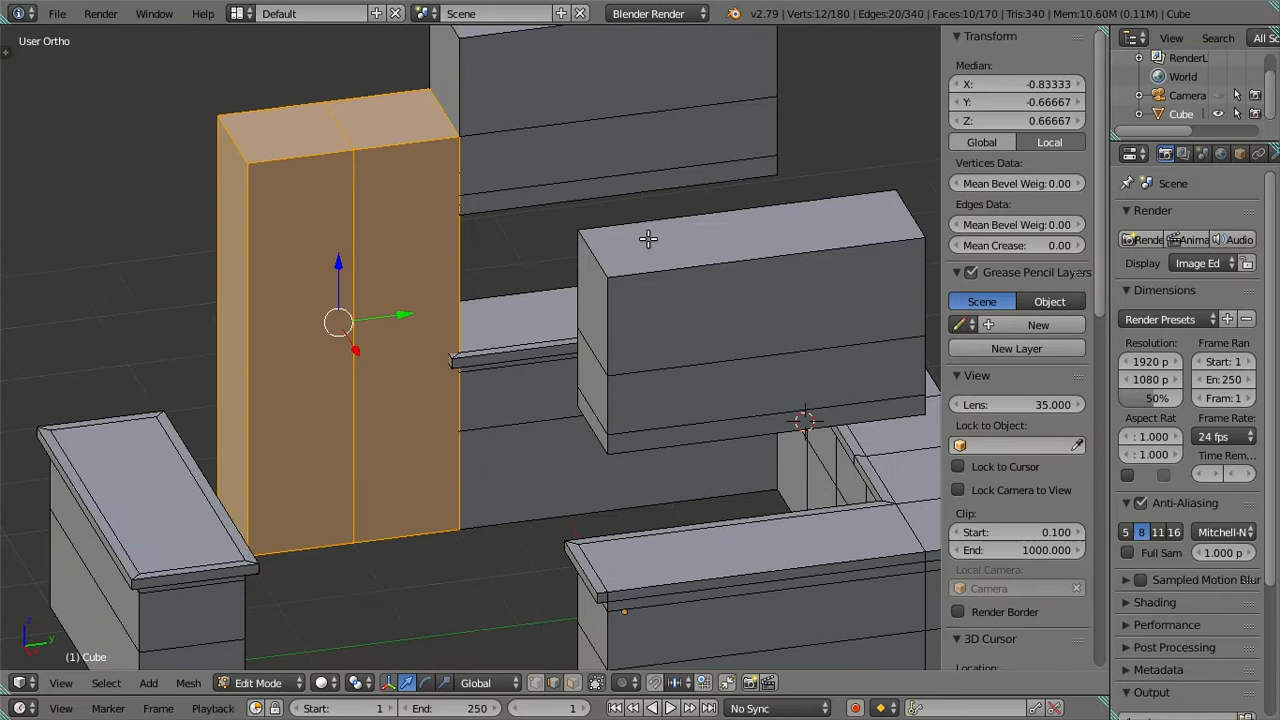 File Render Window Help Default Scene Blender Render v2.79 | Verts:12/180 | Edges:20/340 | Faces:10/170 | Tris:340 | Mem:10.60M (0.11M) | Cube
User Ortho
Transform
Median:
X: -0.83333
Y: -0.66667
Z: 0.66667
Global Local
Vertices Data:
Mean Bevel Weig: 0.00
Edges Data:
Mean Bevel Weig: 0.00
Mean Crease: 0.00
Grease Pencil Layers
Scene Object
New
New Layer
View
Lens: 35.000
Lock to Object:
Lock to Cursor
Lock Camera to View
Clip:
Start: 0.100
End: 1000.000
Local Camera:
Camera
Render Border
3D Cursor
Location:
View Search All Sc
RenderL
World
Camera
Cube
Scene
Render
Rende Anima Audio
Display Image Ed
Dimensions
Render Presets
Resolution: Frame Ran
1920 p Start: 1
1080 p En: 250
50% Fram: 1
Aspect Rat Frame Rate:
: 1.000 24 fps
: 1.000 Time Rem...
Anti-Aliasing
5 8 11 16 Mitchell-N
Full Sam 1.000 p
Sampled Motion Blur
Shading
Performance
Post Processing
Metadata
Output
z
y
x
(1) Cube
View Select Add Mesh Edit Mode Global
View Marker Frame Playback Start: 1 End: 250 1 No Sync